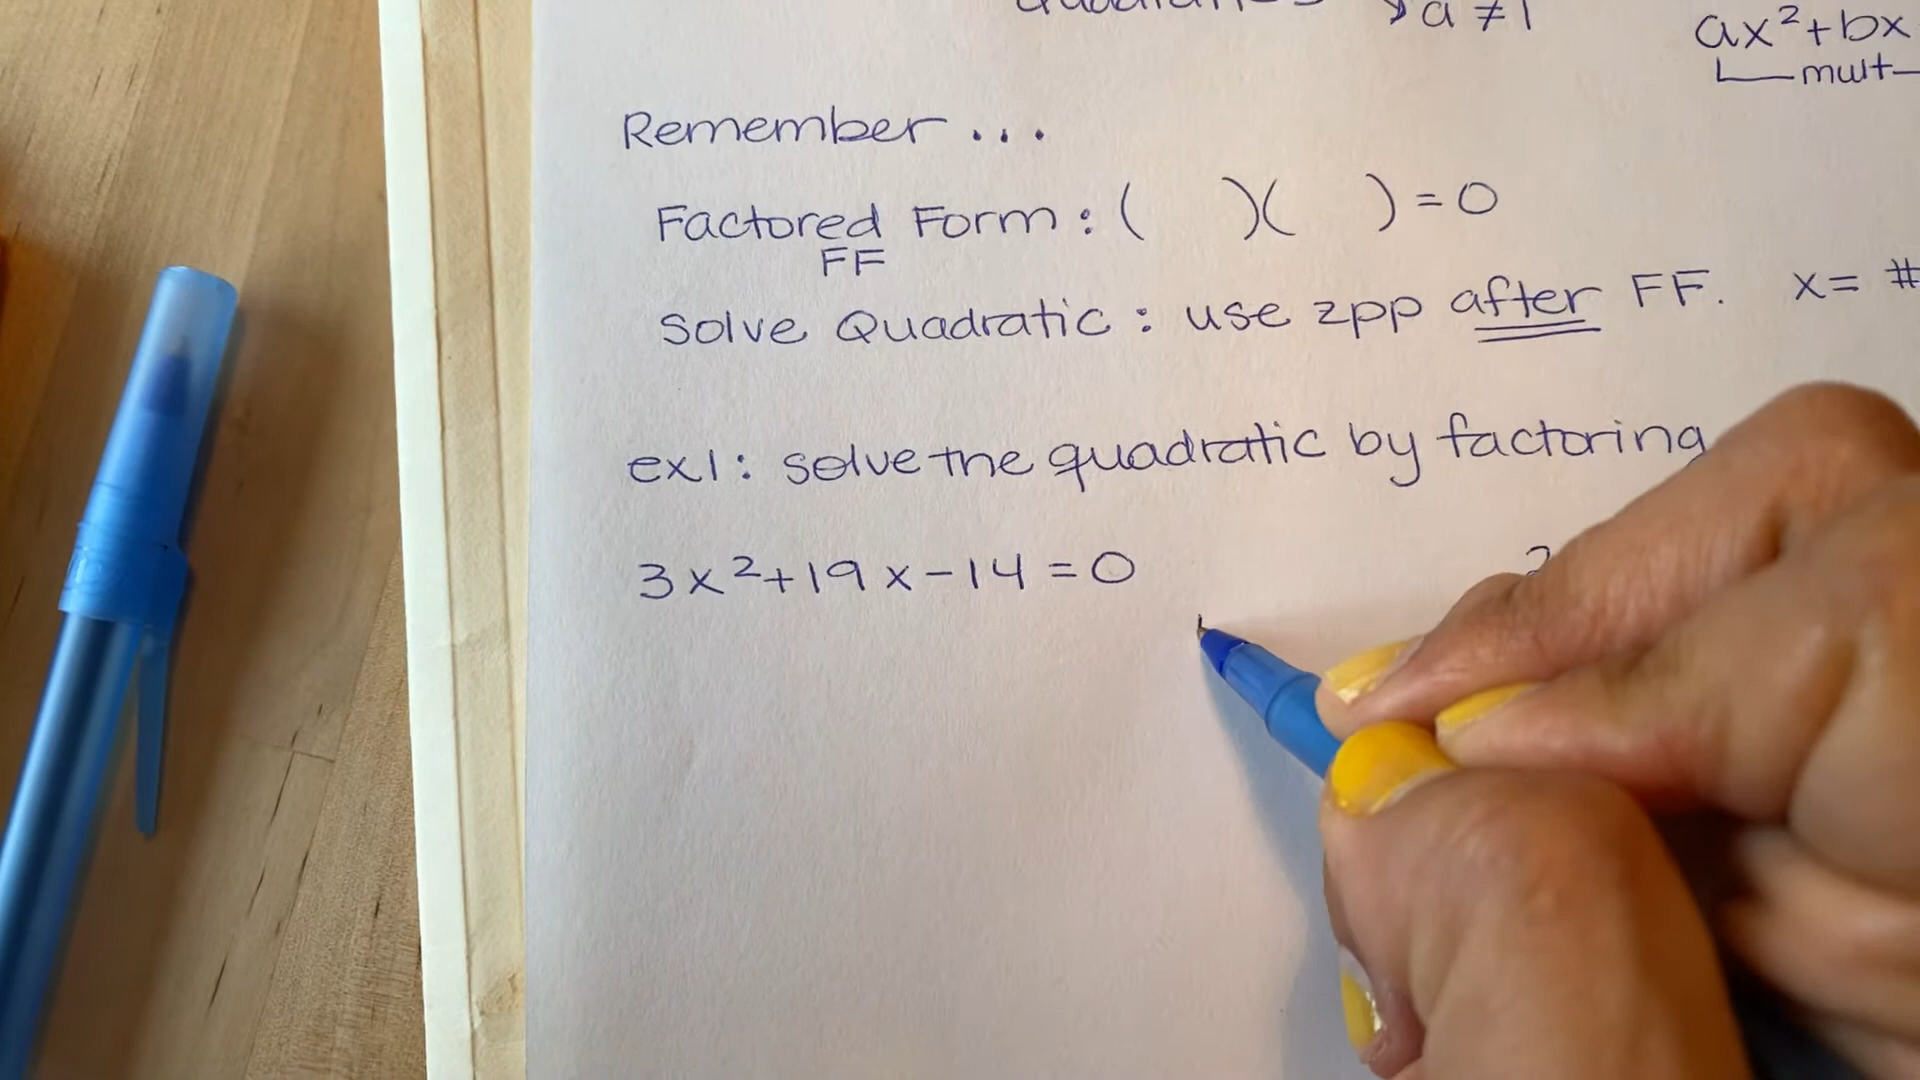 a ≠ 1
ax²+bx
mult
Remember ...
Factored Form : ( )( ) = 0
FF
Solve Quadratic : use zpp after FF. x = #
ex1: solve the quadratic by factoring
3x²+19x-14=0
2